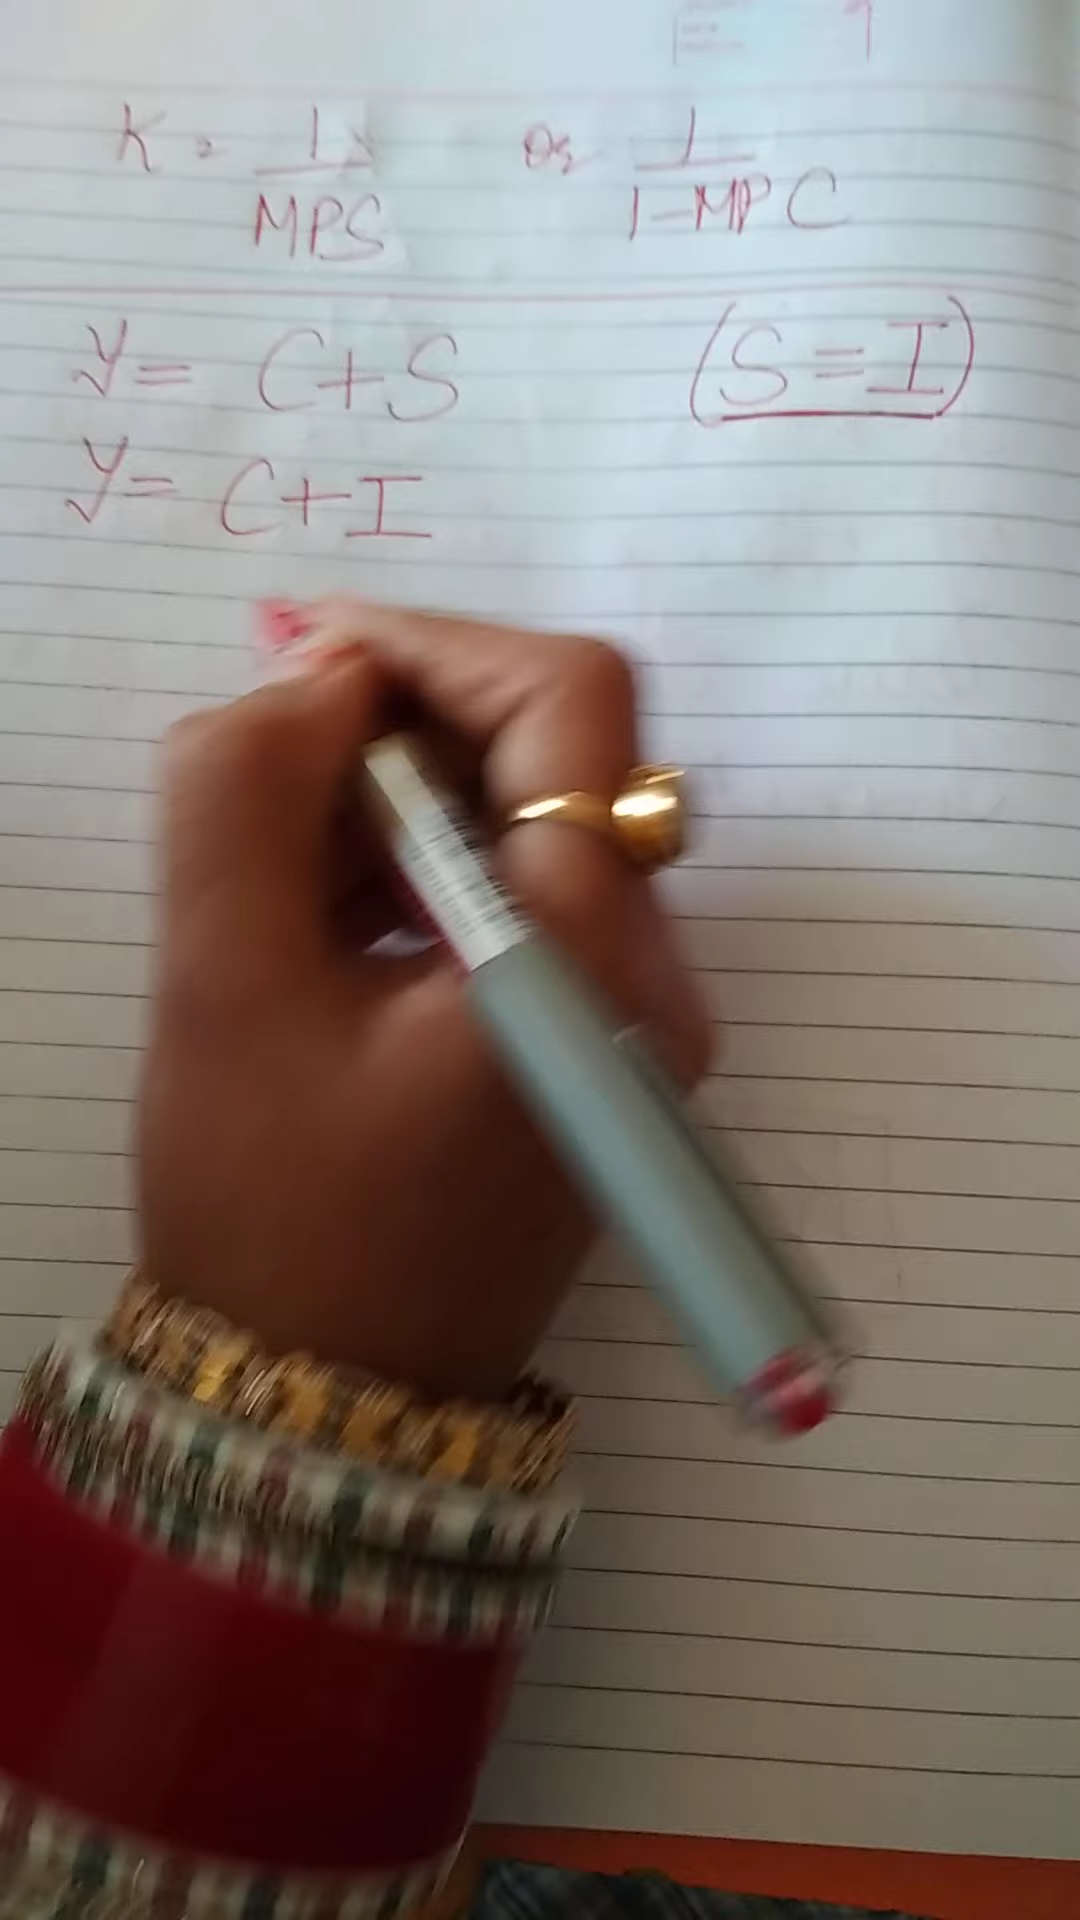 K = 1/MPS or 1/1-MPC
y = C+S (S = I)
y = C+I